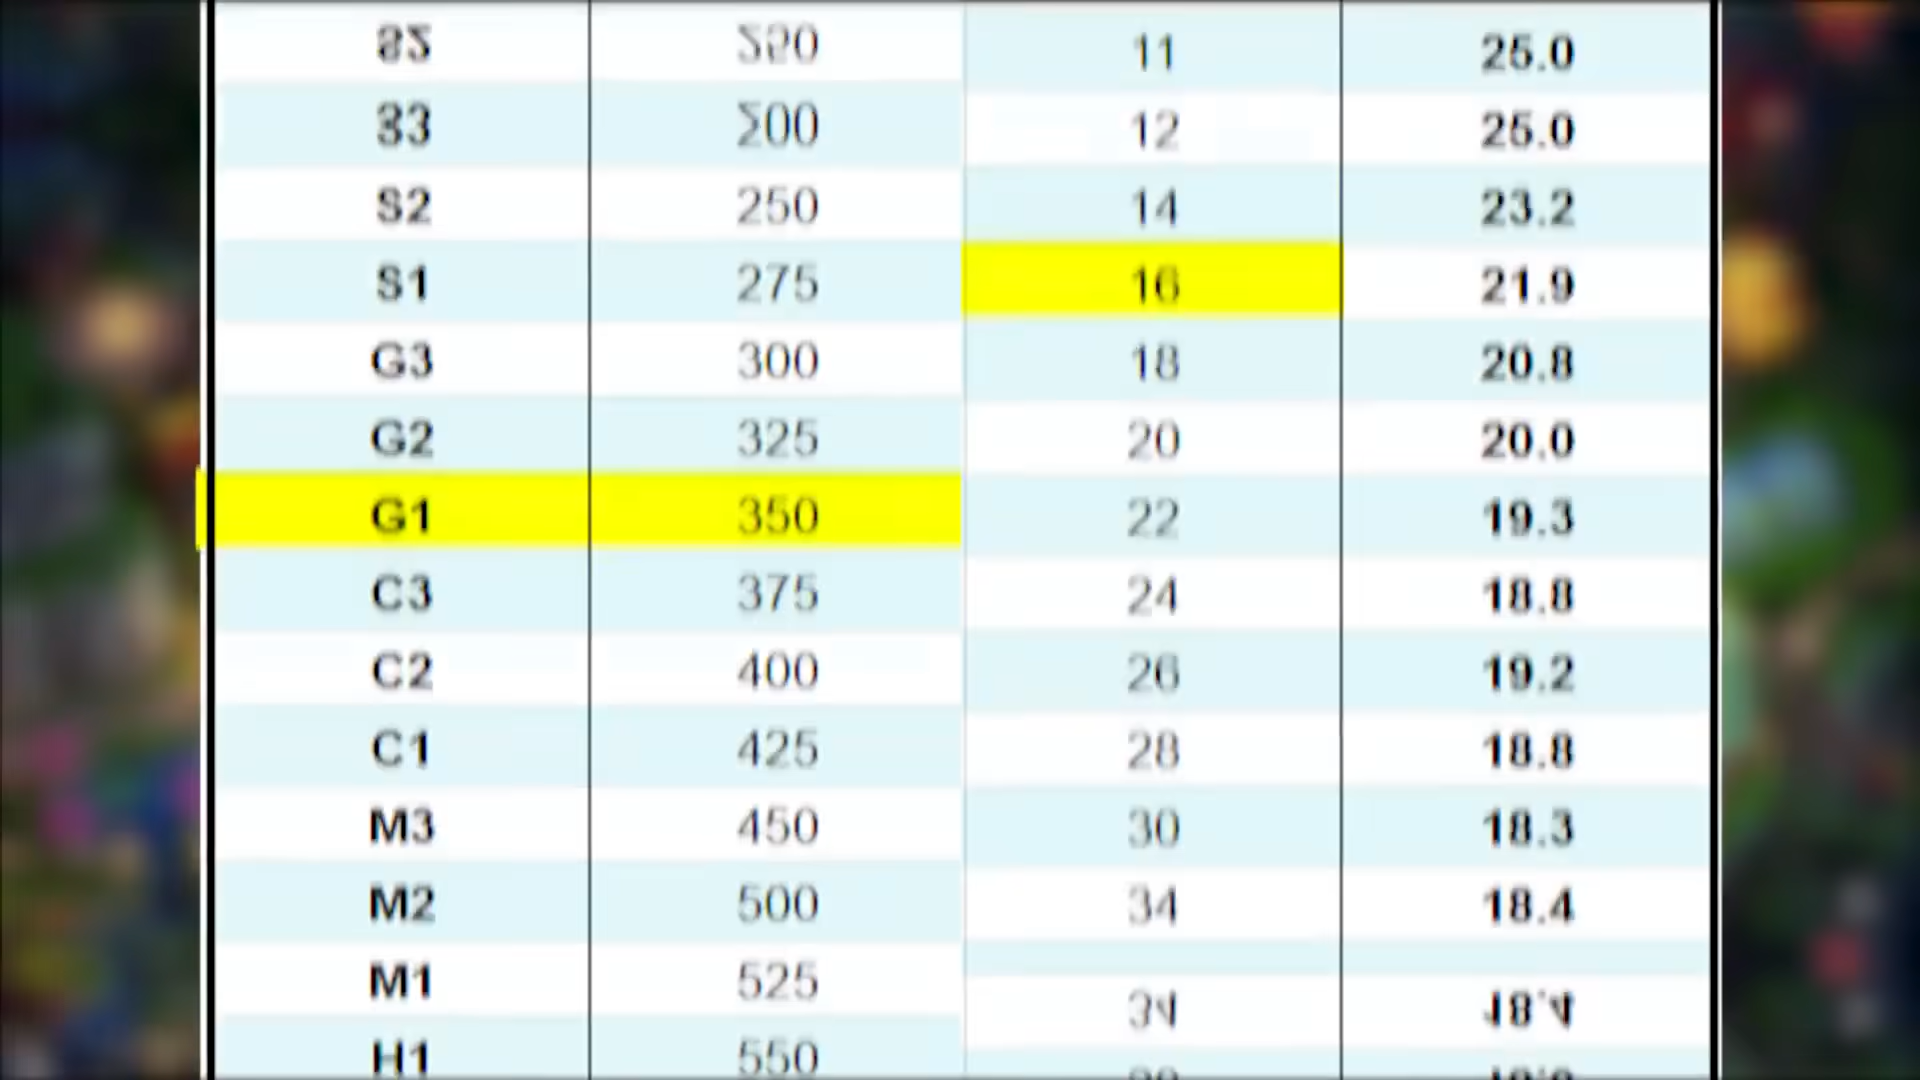 11 25.0
12 25.0
S2 250 14 23.2
S1 275 16 21.9
G3 300 18 20.8
G2 325 20 20.0
G1 350 22 19.3
C3 375 24 18.8
C2 400 26 19.2
C1 425 28 18.8
M3 450 30 18.3
M2 500 34 18.4
M1 525
H1 550